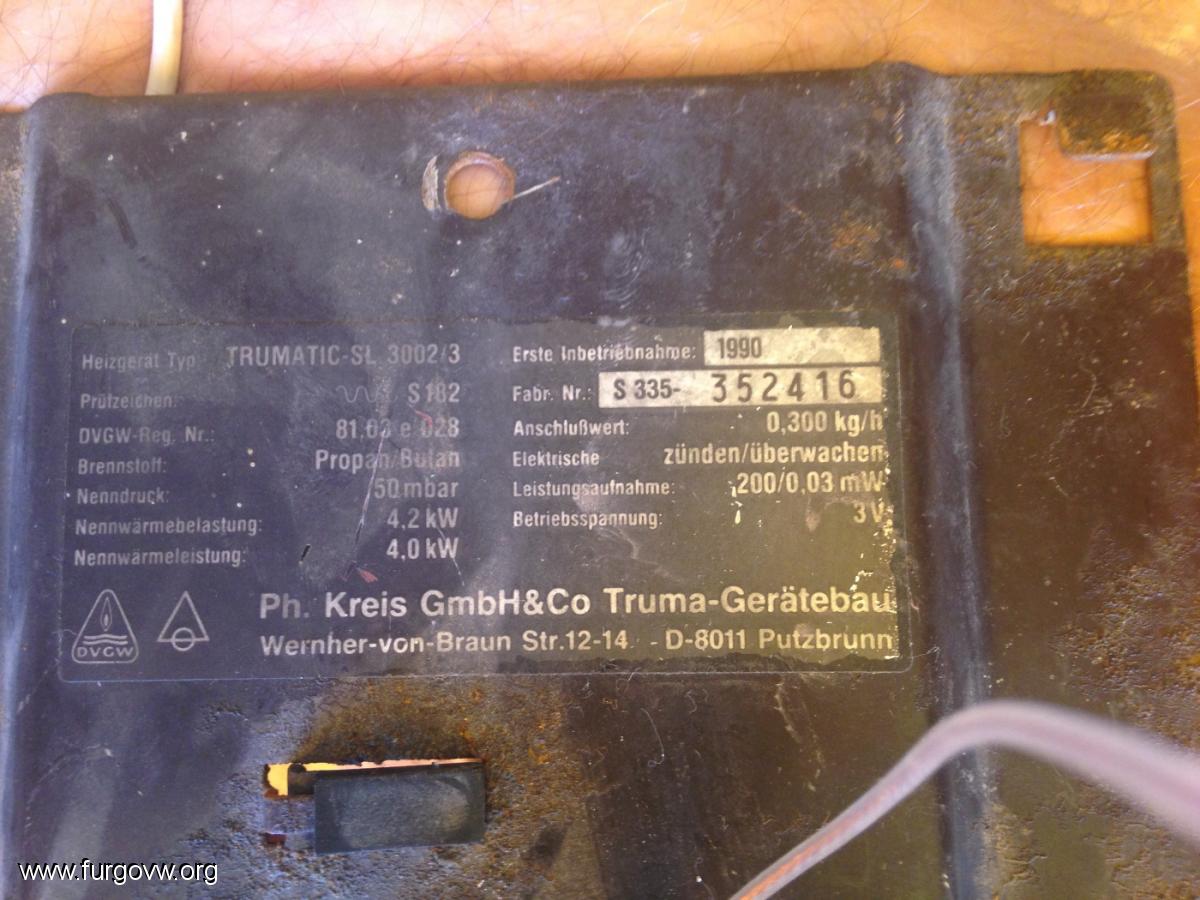 Heizgerät Typ: TRUMATIC-SL 3002/3
Prüfzeichen: S 182
DVGW-Reg. Nr.: 81.02 e 028
Brennstoff: Propan/Butan
Nenndruck: 50 mbar
Nennwärmebelastung: 4,2 kW
Nennwärmeleistung: 4,0 kW
Erste Inbetriebnahme: 1990
Fabr. Nr.: S 335- 352416
Anschlußwert: 0,300 kg/h
Elektrische zünden/überwachen
Leistungsaufnahme: 200/0,03 mW
Betriebsspannung: 3V
DVGW
Ph. Kreis GmbH&Co Truma-Gerätebau
Wernher-von-Braun Str.12-14 D-8011 Putzbrunn
www.furgovw.org